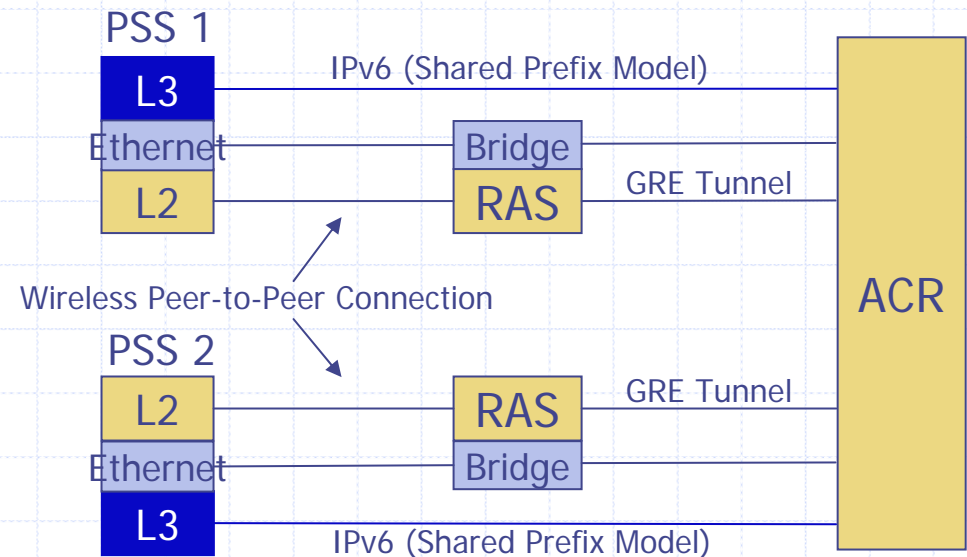 PSS 1
L3
IPv6 (Shared Prefix Model)
Ethernet
Bridge
L2
RAS
GRE Tunnel
Wireless Peer-to-Peer Connection
ACR
PSS 2
L2
RAS
GRE Tunnel
Ethernet
Bridge
L3
IPv6 (Shared Prefix Model)